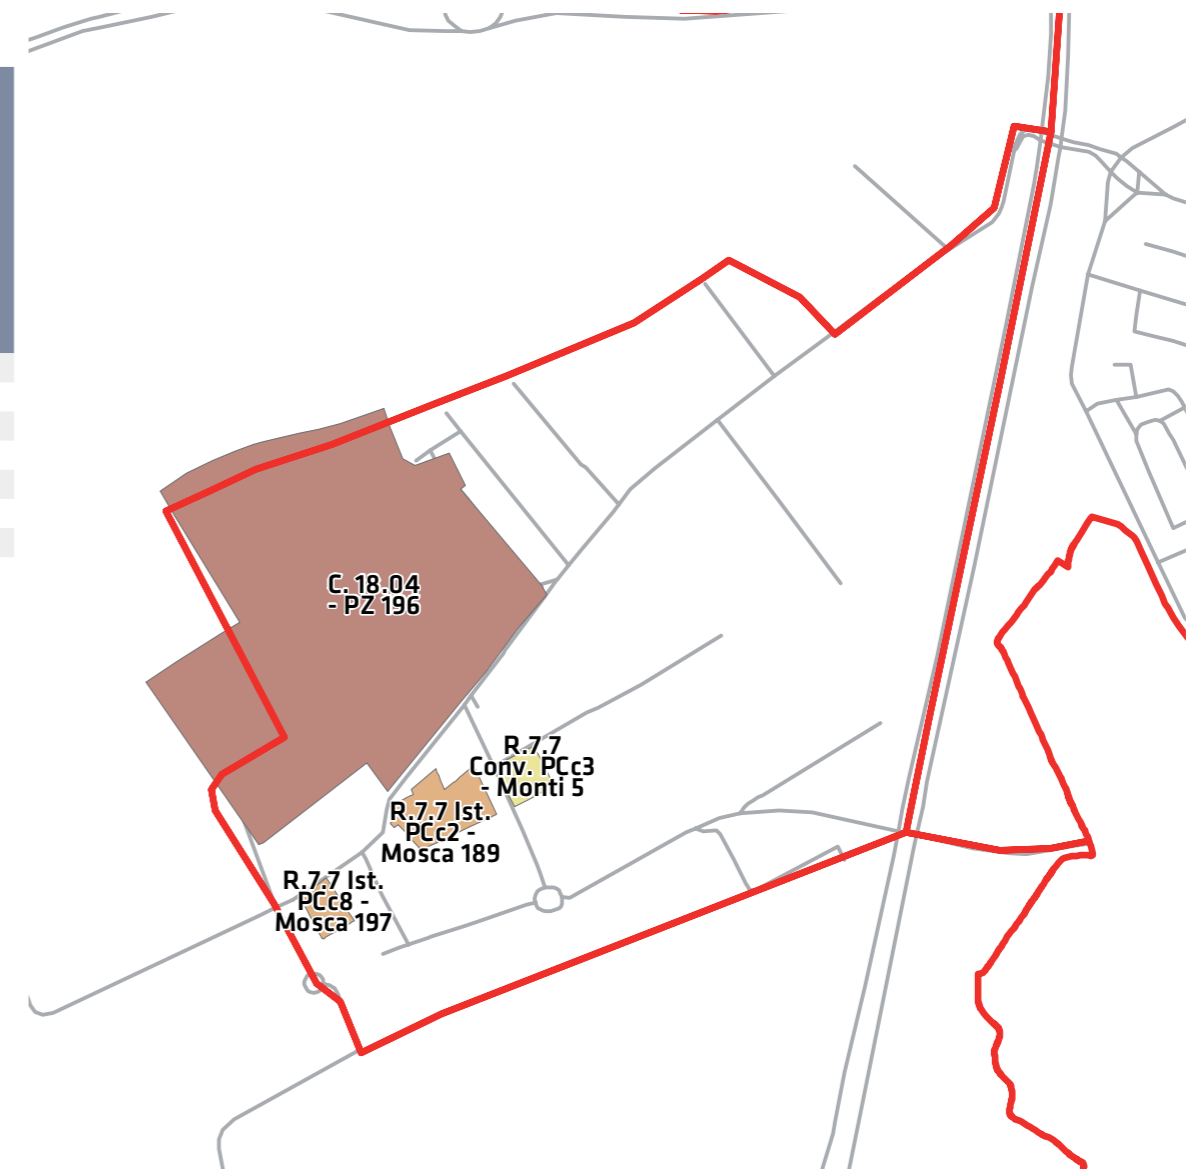 C. 18.04
- PZ 196
R.7.7
Conv. PCc3
- Monti 5
R.7.7 Ist.
PCc2 -
Mosca 189
R.7.7 Ist.
PCc8 -
Mosca 197